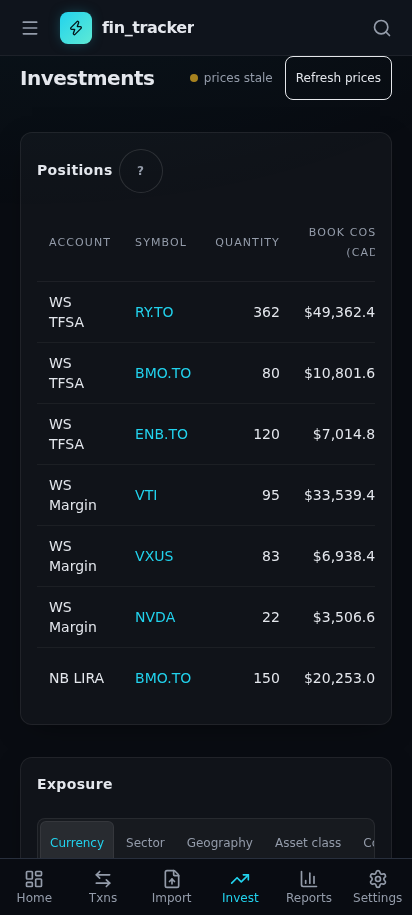 fin_tracker
Investments
prices stale
Refresh prices
Positions
?
ACCOUNT SYMBOL QUANTITY BOOK COS
(CAD
WS
TFSA RY.TO 362 $49,362.4
WS
TFSA BMO.TO 80 $10,801.6
WS
TFSA ENB.TO 120 $7,014.8
WS
Margin VTI 95 $33,539.4
WS
Margin VXUS 83 $6,938.4
WS
Margin NVDA 22 $3,506.6
NB LIRA BMO.TO 150 $20,253.0
Exposure
Currency Sector Geography Asset class
Home Txns Import Invest Reports Settings